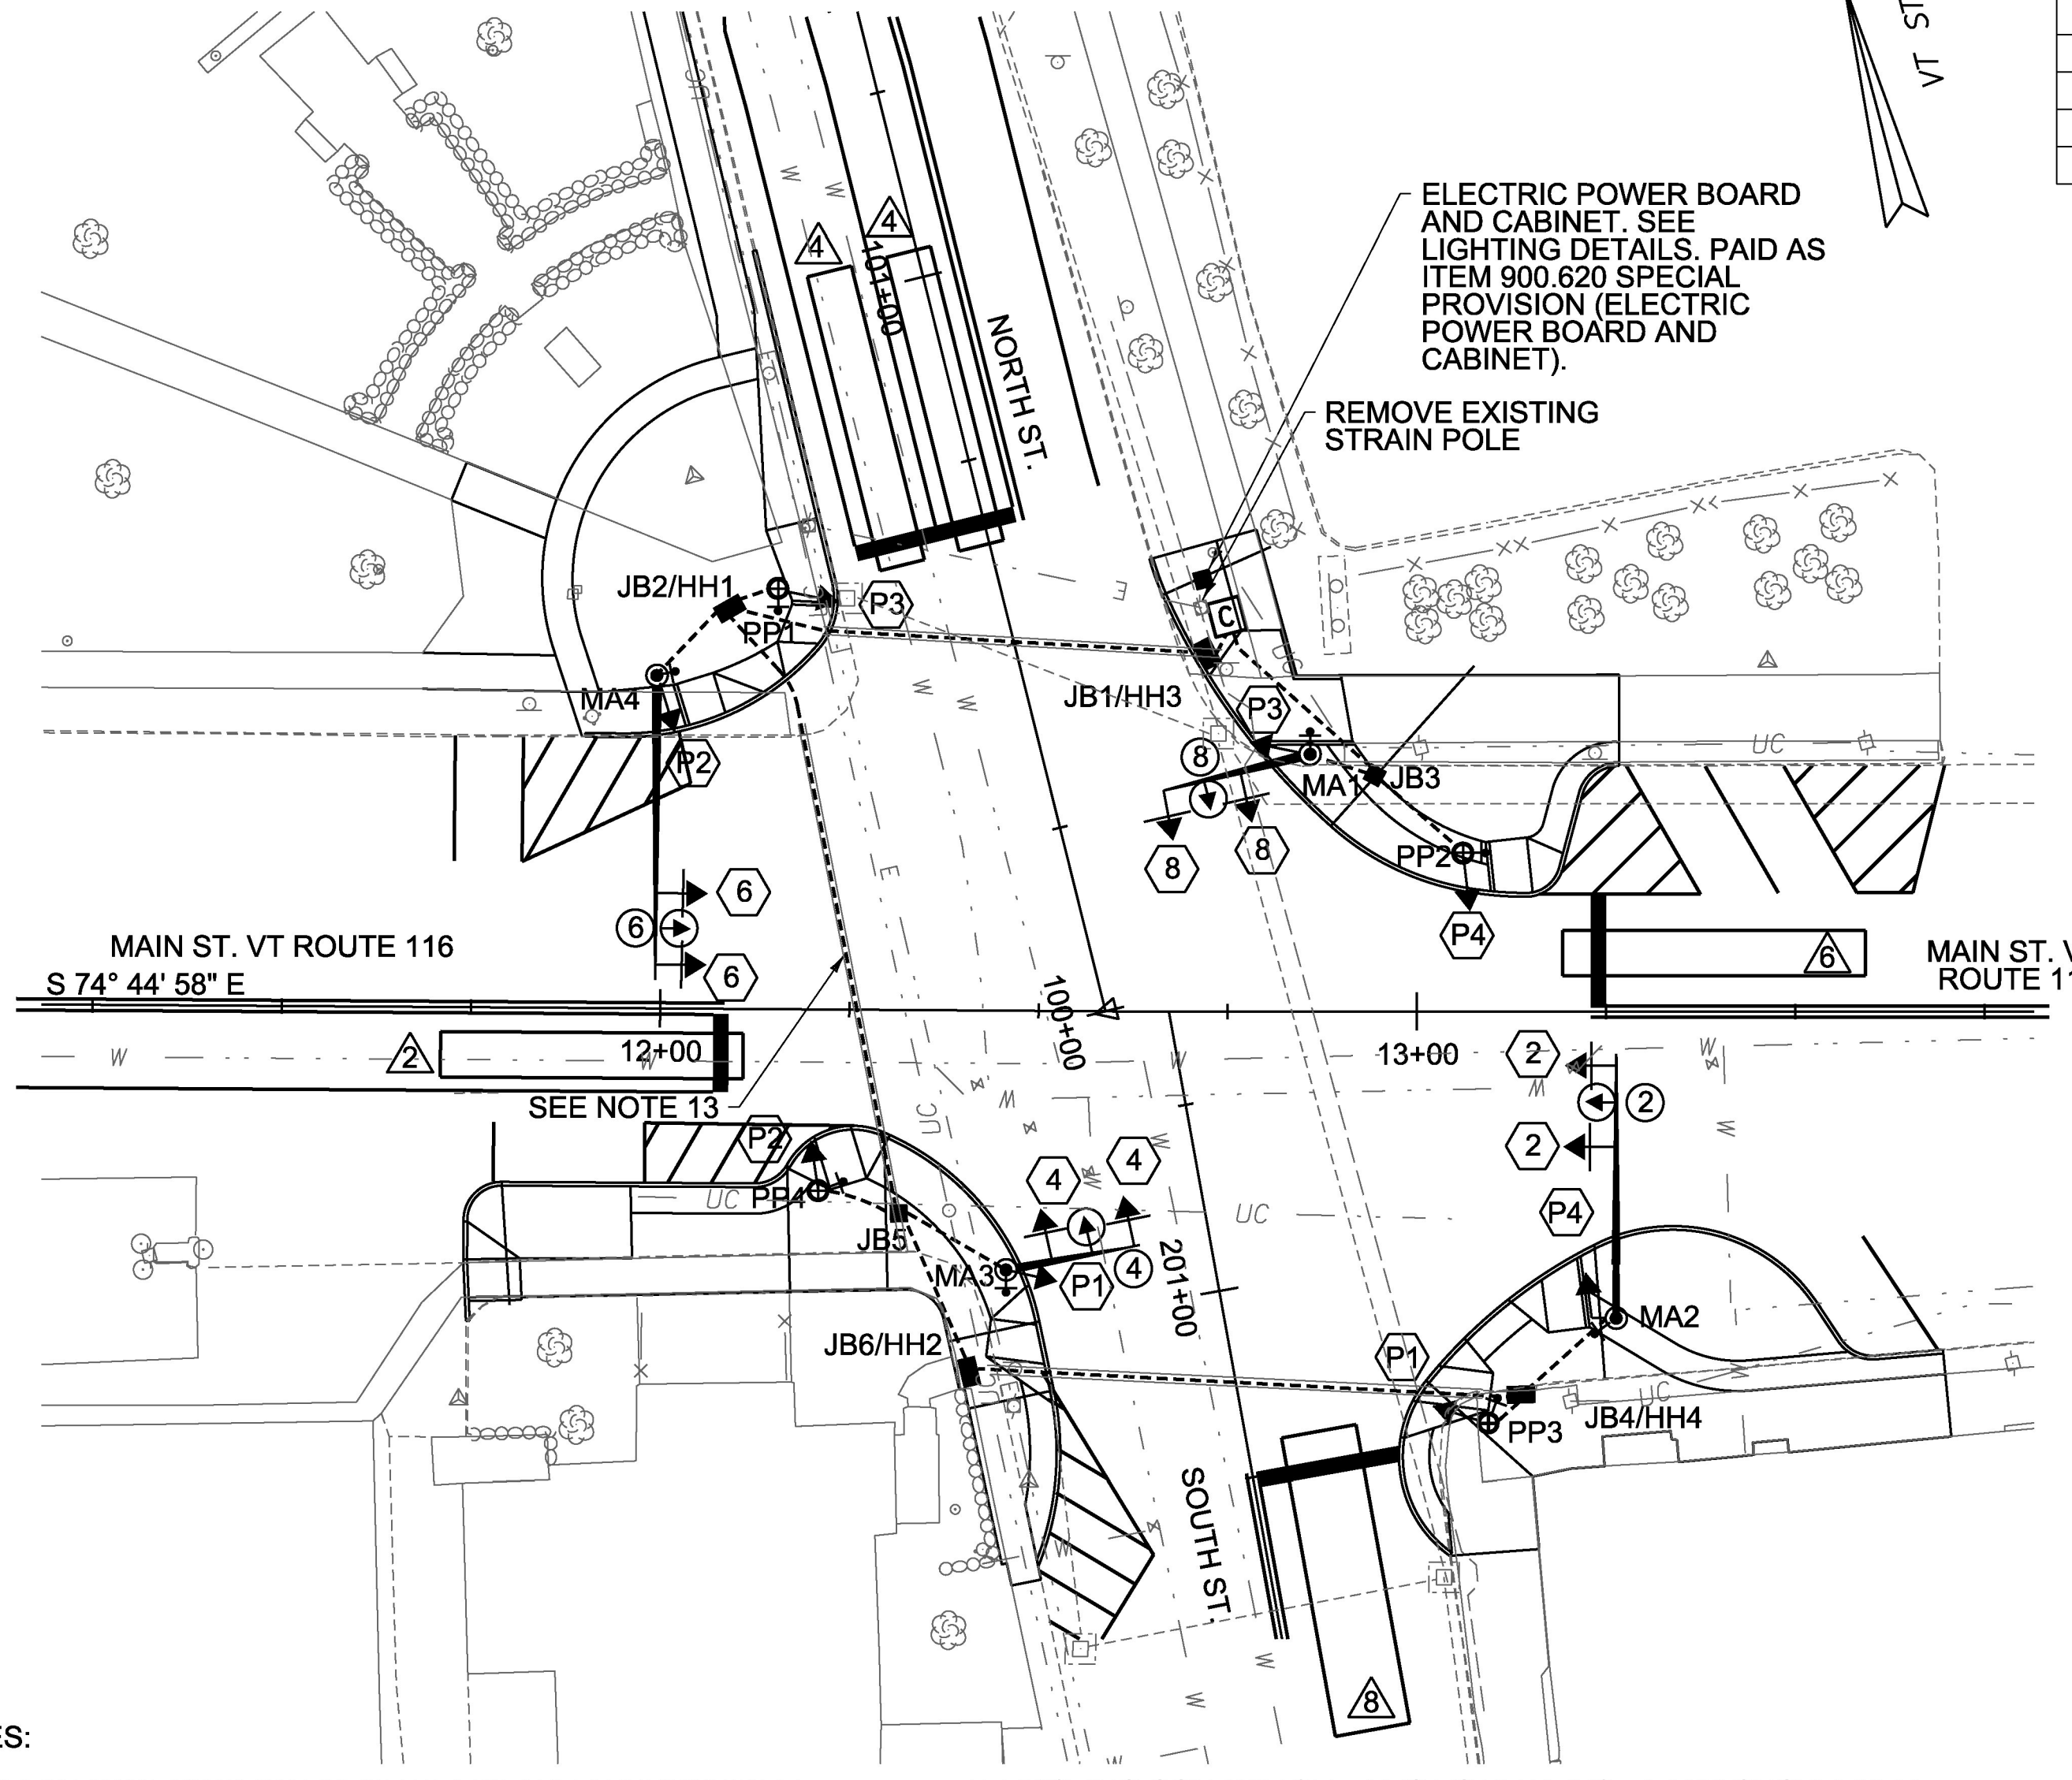 VT ST
4
4
101+00
NORTH ST.
ELECTRIC POWER BOARD
AND CABINET. SEE
LIGHTING DETAILS. PAID AS
ITEM 900.620 SPECIAL
PROVISION (ELECTRIC
POWER BOARD AND
CABINET).
REMOVE EXISTING
STRAIN POLE
W
W
E
JB2/HH1
PP1
P3
C
MA4
P2
W
W
JB1/HH3
P3
8
MA1
JB3
UC
8
8
PP2
P4
E
6
6
6
MAIN ST. VT ROUTE 116
S 74° 44' 58" E
100+00
6
MAIN ST. V
ROUTE 11
W
2
12+00
W
W
13+00
2
W
SEE NOTE 13
UC
W
W
2
2
2
W
P2
W
4
4
UC
PP4
JB5
UC
P4
MA3
P1
4
201+00
MA2
JB6/HH2
P1
W
UC
PP3
JB4/HH4
SOUTH ST.
W
W
W
8
W
W
ES: